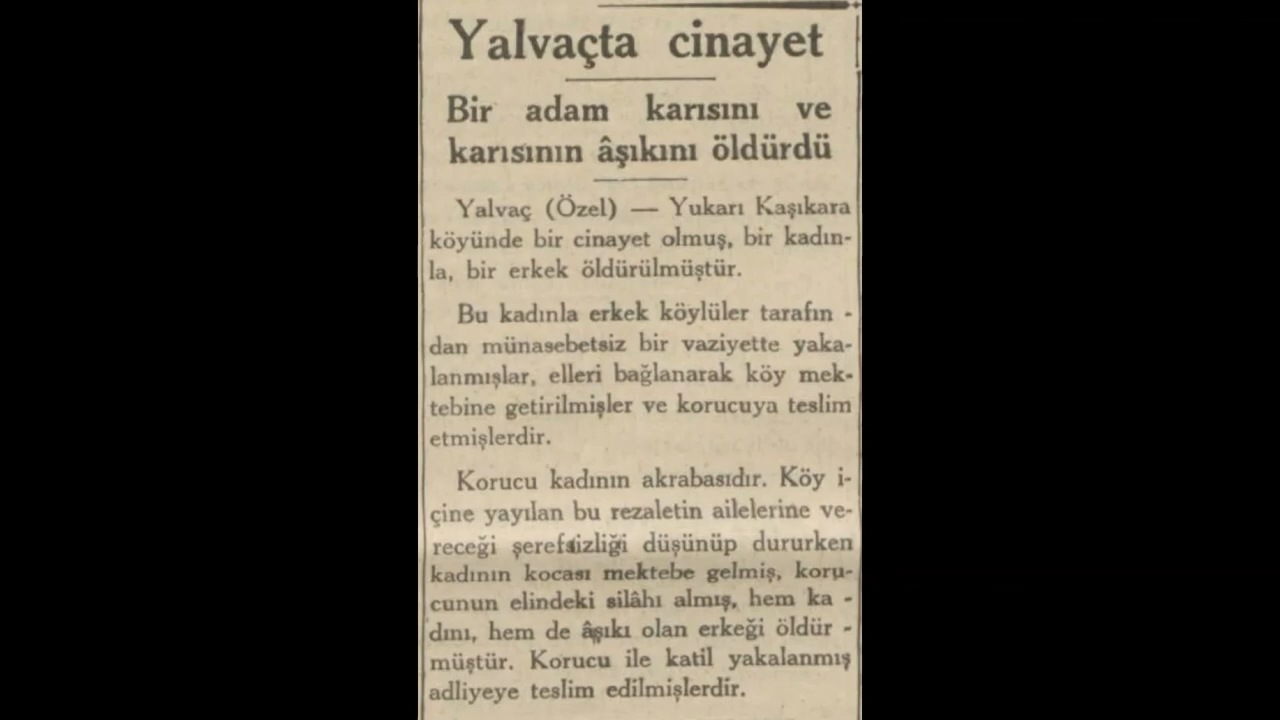 Yalvaçta cinayet
Bir adam karısını ve
karısının âşıkını öldürdü
Yalvaç (Özel) — Yukarı Kaşıkara
köyünde bir cinayet olmuş, bir kadın-
la, bir erkek öldürülmüştür.
Bu kadınla erkek köylüler tarafın -
dan münasebetsiz bir vaziyette yaka-
lanmışlar, elleri bağlanarak köy mek-
tebine getirilmişler ve korucuya teslim
etmişlerdir.
Korucu kadının akrabasıdır. Köy i-
çine yayılan bu rezaletin ailelerine ve-
receği şerefsizliği düşünüp dururken
kadının kocası mektebe gelmiş, koru-
cunun elindeki silâhı almış, hem ka -
dını, hem de âşıkı olan erkeği öldür -
müştür. Korucu ile katil yakalanmış
adliyeye teslim edilmişlerdir.